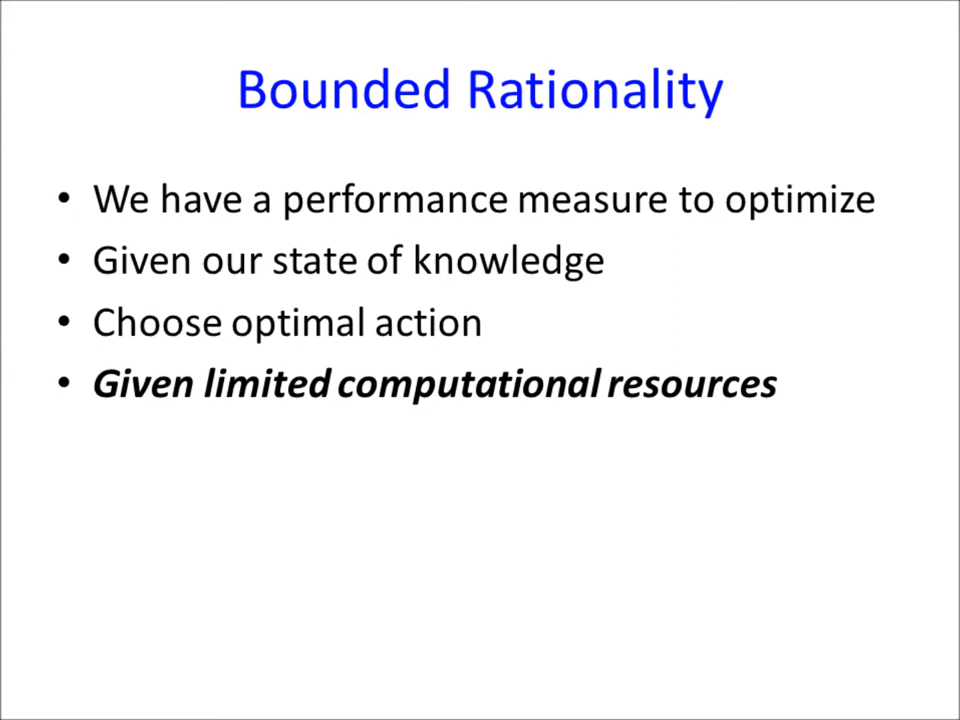 Bounded Rationality
• We have a performance measure to optimize
• Given our state of knowledge
• Choose optimal action
• Given limited computational resources